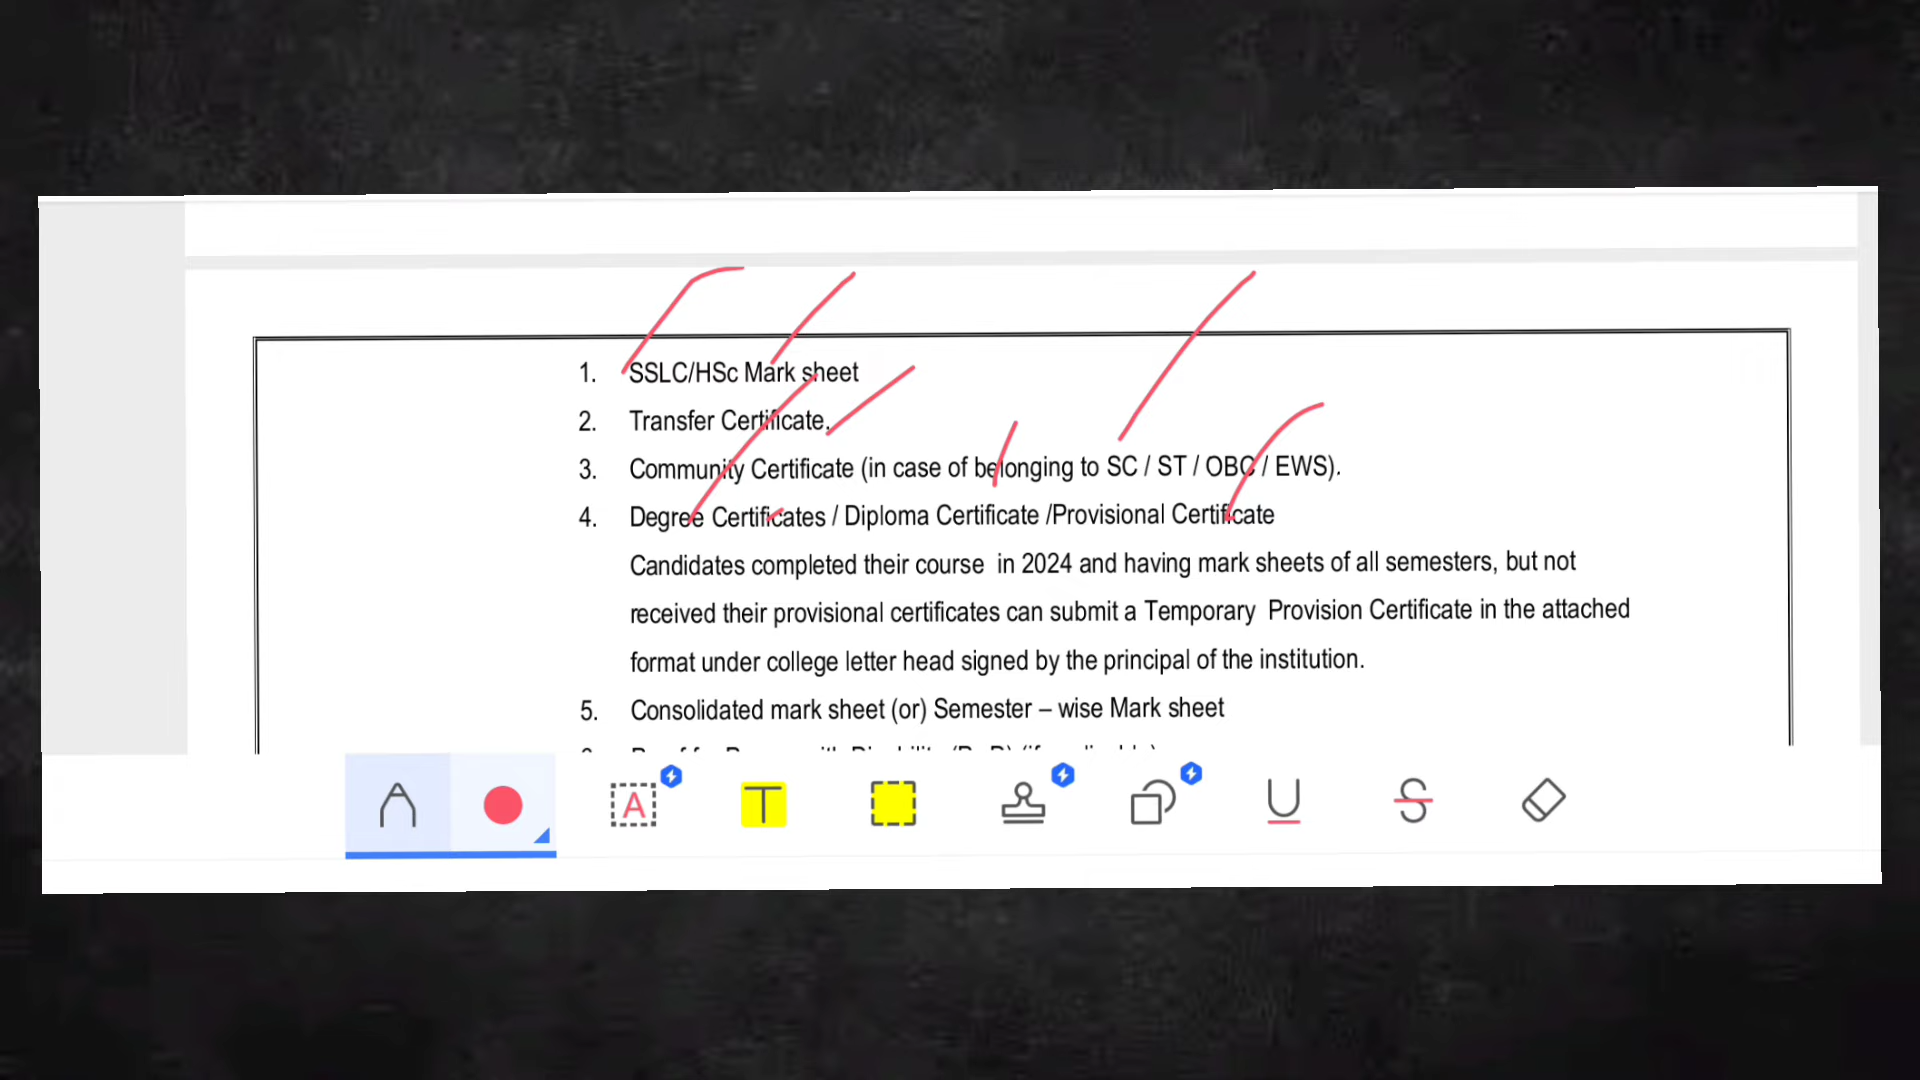 1. SSLC/HSc Mark sheet
2. Transfer Certificate.
3. Community Certificate (in case of belonging to SC / ST / OBC / EWS).
4. Degree Certificates / Diploma Certificate /Provisional Certificate
Candidates completed their course in 2024 and having mark sheets of all semesters, but not
received their provisional certificates can submit a Temporary Provision Certificate in the attached
format under college letter head signed by the principal of the institution.
5. Consolidated mark sheet (or) Semester – wise Mark sheet